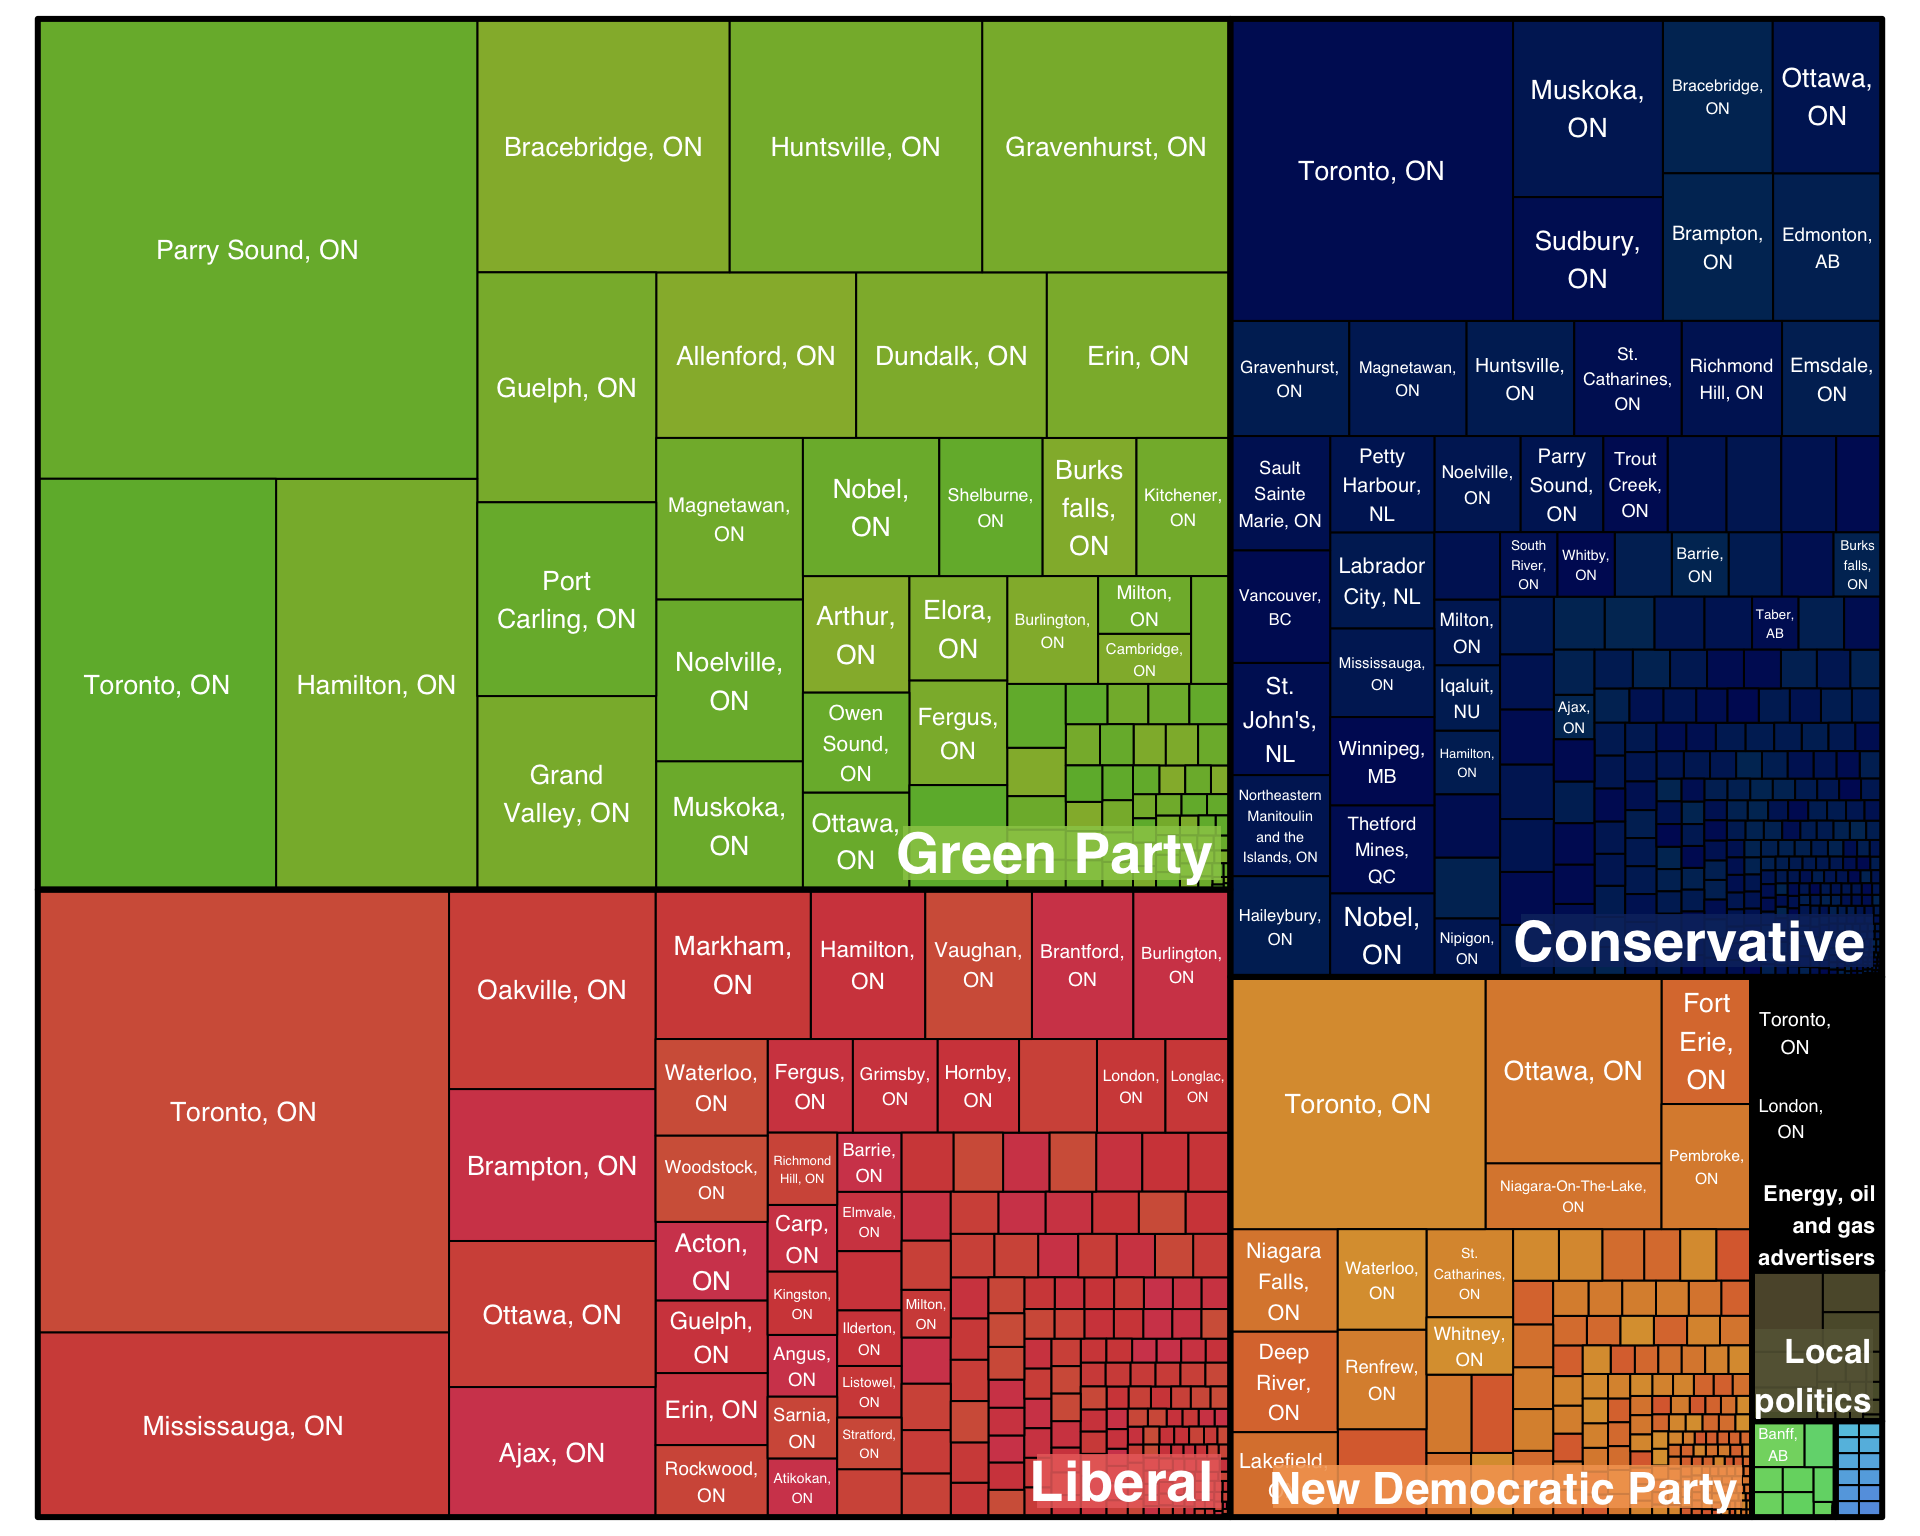 Parry Sound, ON
Bracebridge, ON
Huntsville, ON
Gravenhurst, ON
Toronto, ON
Hamilton, ON
Guelph, ON
Port
Carling, ON
Grand
Valley, ON
Allenford, ON
Dundalk, ON
Erin, ON
Magnetawan,
ON
Noelville,
ON
Muskoka,
ON
Nobel,
ON
Shelburne,
ON
Burks
falls,
ON
Kitchener,
ON
Arthur,
ON
Elora,
ON
Burlington,
ON
Milton,
ON
Cambridge,
ON
Owen
Sound,
ON
Fergus,
ON
Ottawa,
ON
Green Party
Toronto, ON
Muskoka,
ON
Bracebridge,
ON
Ottawa,
ON
Sudbury,
ON
Brampton,
ON
Edmonton,
AB
Gravenhurst,
ON
Magnetawan,
ON
Huntsville,
ON
St.
Catharines,
ON
Richmond
Hill, ON
Emsdale,
ON
Sault
Sainte
Marie, ON
Petty
Harbour,
NL
Noelville,
ON
Parry
Sound,
ON
Trout
Creek,
ON
Vancouver,
BC
Labrador
City, NL
South
River,
ON
Whitby,
ON
Barrie,
ON
Burks
falls,
ON
Milton,
ON
Taber,
AB
Mississauga,
ON
St.
John's,
NL
Iqaluit,
NU
Ajax,
ON
Winnipeg,
MB
Hamilton,
ON
Northeastern
Manitoulin
and the
Islands, ON
Thetford
Mines,
QC
Haileybury,
ON
Nobel,
ON
Nipigon,
ON
Conservative
Toronto, ON
Mississauga, ON
Oakville, ON
Brampton, ON
Ottawa, ON
Ajax, ON
Markham,
ON
Hamilton,
ON
Vaughan,
ON
Brantford,
ON
Burlington,
ON
Waterloo,
ON
Fergus,
ON
Grimsby,
ON
Hornby,
ON
London,
ON
Longlac,
ON
Woodstock,
ON
Richmond
Hill, ON
Barrie,
ON
Acton,
ON
Carp,
ON
Elmvale,
ON
Guelph,
ON
Kingston,
ON
Milton,
ON
Ilderton,
ON
Erin, ON
Angus,
ON
Listowel,
ON
Sarnia,
ON
Stratford,
ON
Rockwood,
ON
Atikokan,
ON
Liberal
Toronto, ON
Ottawa, ON
Fort
Erie,
ON
Pembroke,
ON
Niagara-On-The-Lake,
ON
Niagara
Falls,
ON
Waterloo,
ON
St.
Catharines,
ON
Whitney,
ON
Deep
River,
ON
Renfrew,
ON
Lakefield,
New Democratic Party
Toronto,
ON
London,
ON
Energy, oil
and gas
advertisers
Local
politics
Banff,
AB